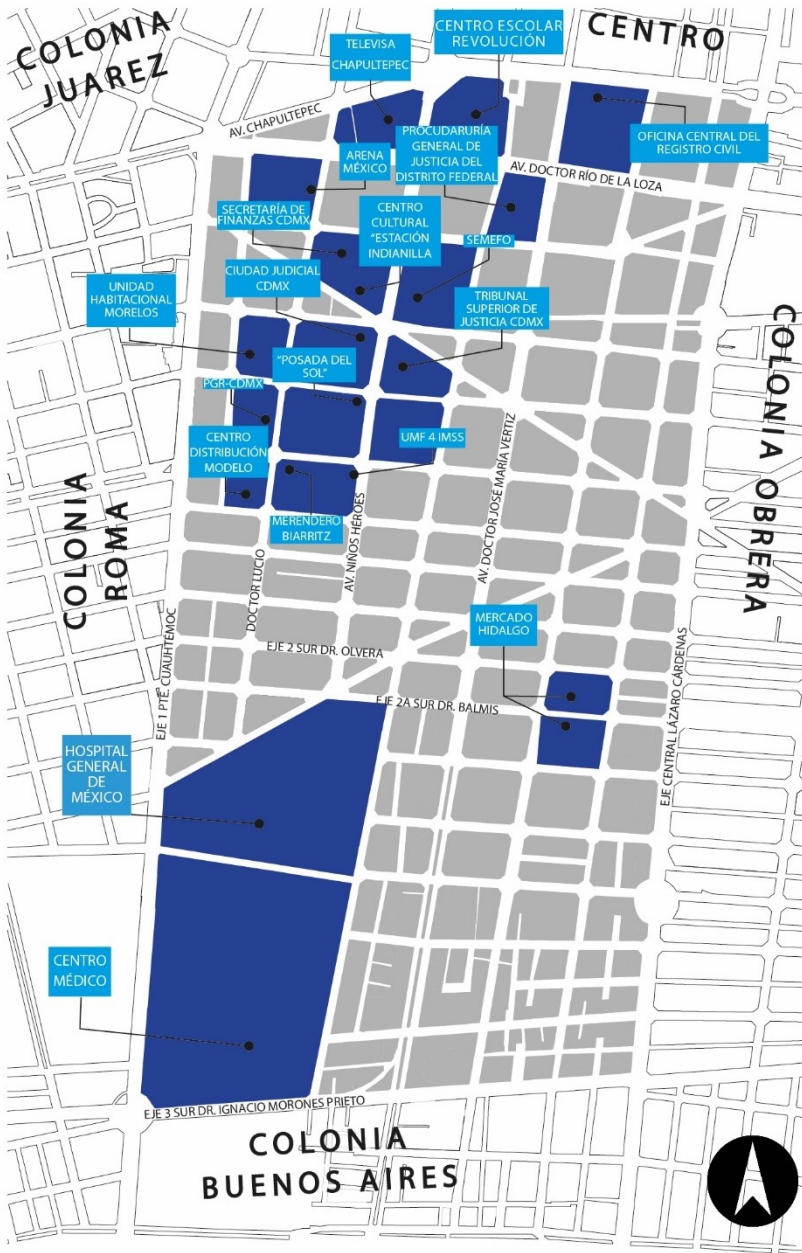 COLONIA
JUAREZ
CENTRO
TELEVISA
CHAPULTEPEC
CENTRO ESCOLAR
REVOLUCIÓN
AV. CHAPULTEPEC
ARENA
MÉXICO
PROCUDARURÍA
GENERAL DE
JUSTICIA DEL
DISTRITO FEDERAL
OFICINA CENTRAL DEL
REGISTRO CIVIL
AV. DOCTOR RÍO DE LA LOZA
SECRETARÍA DE
FINANZAS CDMX
CENTRO
CULTURAL
"ESTACIÓN
INDIANILLA
SEMEFO
CIUDAD JUDICIAL
CDMX
UNIDAD
HABITACIONAL
MORELOS
TRIBUNAL
SUPERIOR DE
JUSTICIA CDMX
"POSADA DEL
SOL"
PGR-CDMX
CENTRO
DISTRIBUCIÓN
MODELO
UMF 4 IMSS
MERENDERO
BIARRITZ
COLONIA
ROMA
COLONIA OBRERA
DOCTOR LUCIO
AV. NIÑOS HÉROES
AV. DOCTOR JOSE MARÍA VERTIZ
EJE 1 PTE. CUAUHTÉMOC
EJE 2 SUR DR. OLVERA
MERCADO
HIDALGO
EJE 2A SUR DR. BALMIS
EJE CENTRAL LÁZARO CÁRDENAS
HOSPITAL
GENERAL
DE
MÉXICO
CENTRO
MÉDICO
EJE 3 SUR DR. IGNACIO MORONES PRIETO
COLONIA
BUENOS AIRES